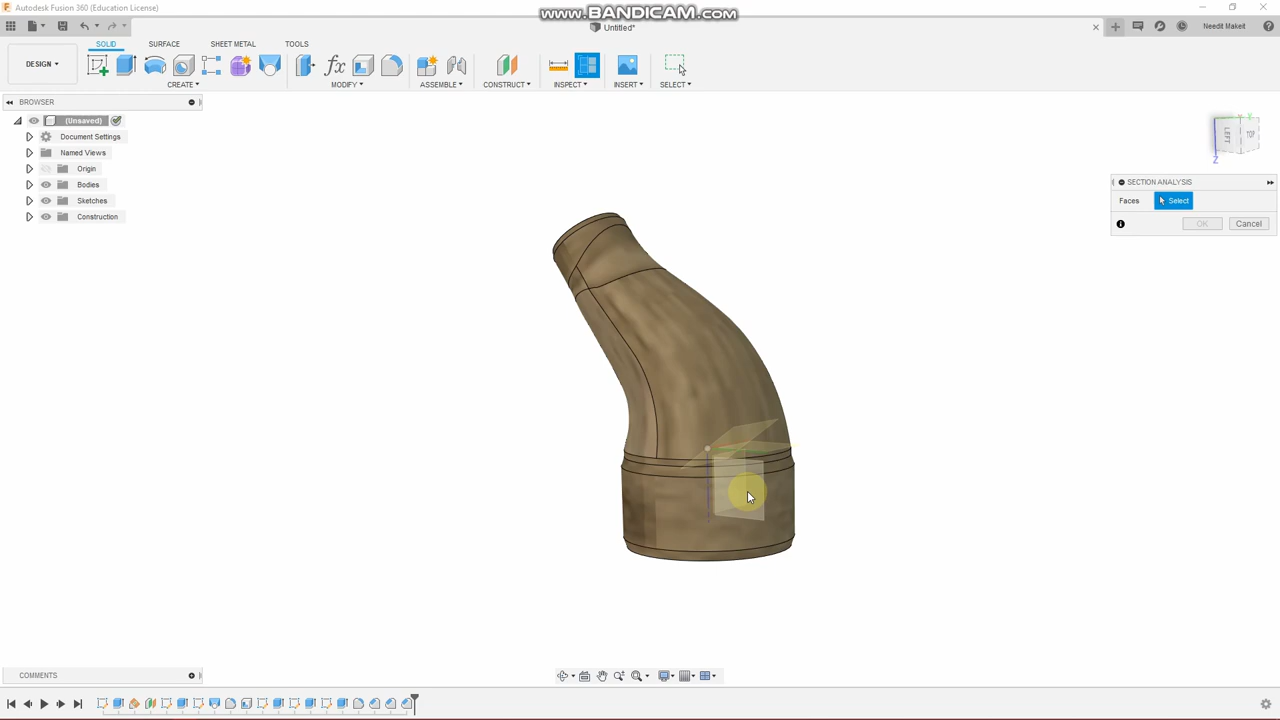 Autodesk Fusion 360 (Education License)
www.BANDICAM.com
Untitled*
Needit Makeit
DESIGN
SOLID SURFACE SHEET METAL TOOLS
CREATE MODIFY ASSEMBLE CONSTRUCT INSPECT INSERT SELECT
BROWSER
(Unsaved)
Document Settings
Named Views
Origin
Bodies
Sketches
Construction
LEFT TOP
Z
Y
SECTION ANALYSIS
Faces Select
OK Cancel
COMMENTS